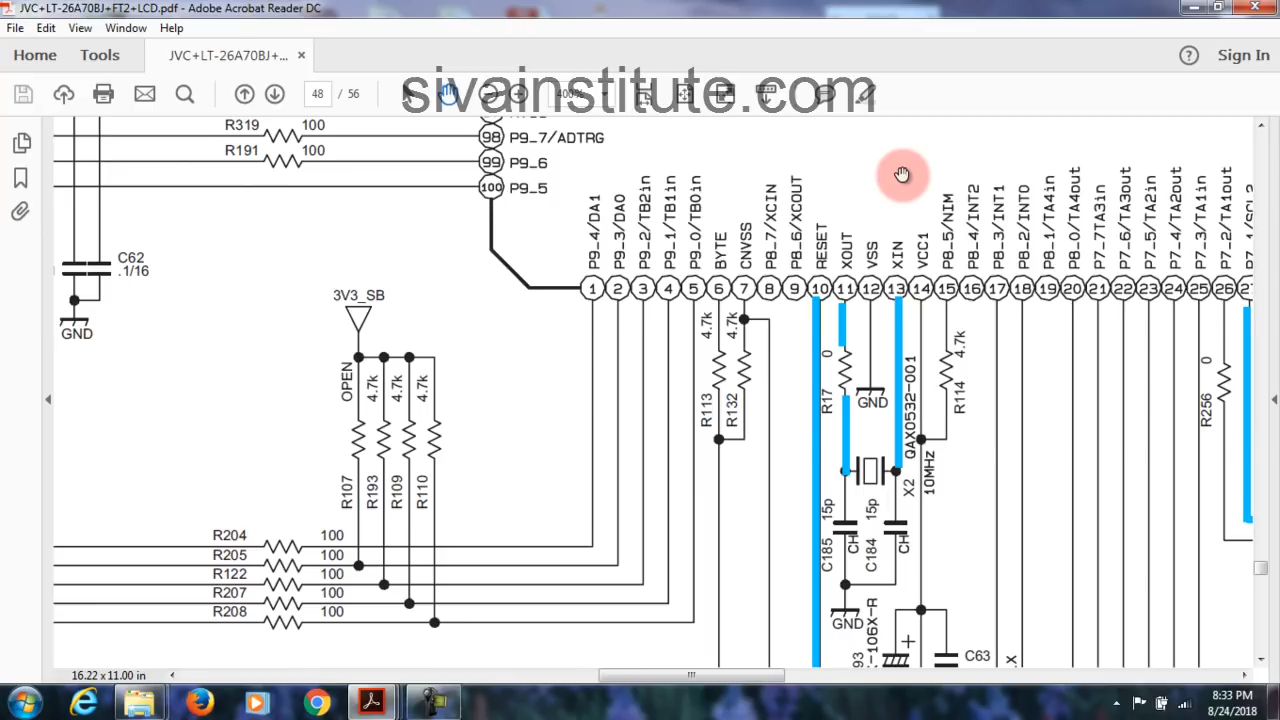 JVC+LT-26A70BJ+FT2+LCD.pdf - Adobe Acrobat Reader DC
File Edit View Window Help
Home Tools JVC+LT-26A70BJ+... × ? Sign In
48 / 56 400%
sivainstitute.com
R319 100
98 P9_7/ADTRG
R191 100
99 P9_6
100 P9_5
C62
.1/16
GND
3V3_SB
P9_4/DA1
P9_3/DA0
P9_2/TB2in
P9_1/TB1in
P9_0/TB0in
BYTE
CNVSS
P8_7/XCIN
P8_6/XCOUT
RESET
XOUT
VSS
XIN
VCC1
P8_5/NIM
P8_4/INT2
P8_3/INT1
P8_2/INT0
P8_1/TA4in
P8_0/TA4out
P7_7TA3in
P7_6/TA3out
P7_5/TA2in
P7_4/TA2out
P7_3/TA1in
P7_2/TA1out
1 2 3 4 5 6 7 8 9 10 11 12 13 14 15 16 17 18 19 20 21 22 23 24 25 26 27
OPEN
4.7k
4.7k
4.7k
R107
R193
R109
R110
4.7k
4.7k
R113
R132
0
R17
GND
QAX0532-001
X2
10MHz
4.7k
R114
0
R256
15p
15p
C185
CH
C184
CH
GND
C63
R204 100
R205 100
R122 100
R207 100
R208 100
16.22 x 11.00 in
8:33 PM
8/24/2018